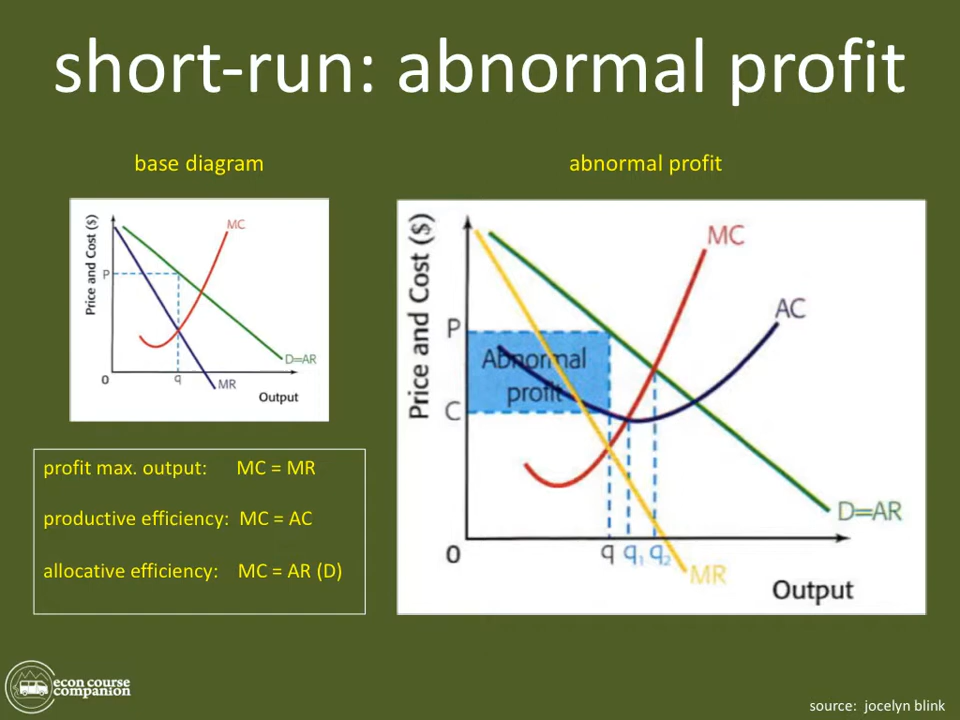 short-run: abnormal profit
base diagram
abnormal profit
Price and Cost ($)
MC
P
D=AR
0
q
MR
Output
Price and Cost ($)
MC
AC
P
Abnormal
profit
C
D=AR
0
q
q₁
q₂
MR
Output
profit max. output: MC = MR
productive efficiency: MC = AC
allocative efficiency: MC = AR (D)
econ course
companion
source: jocelyn blink